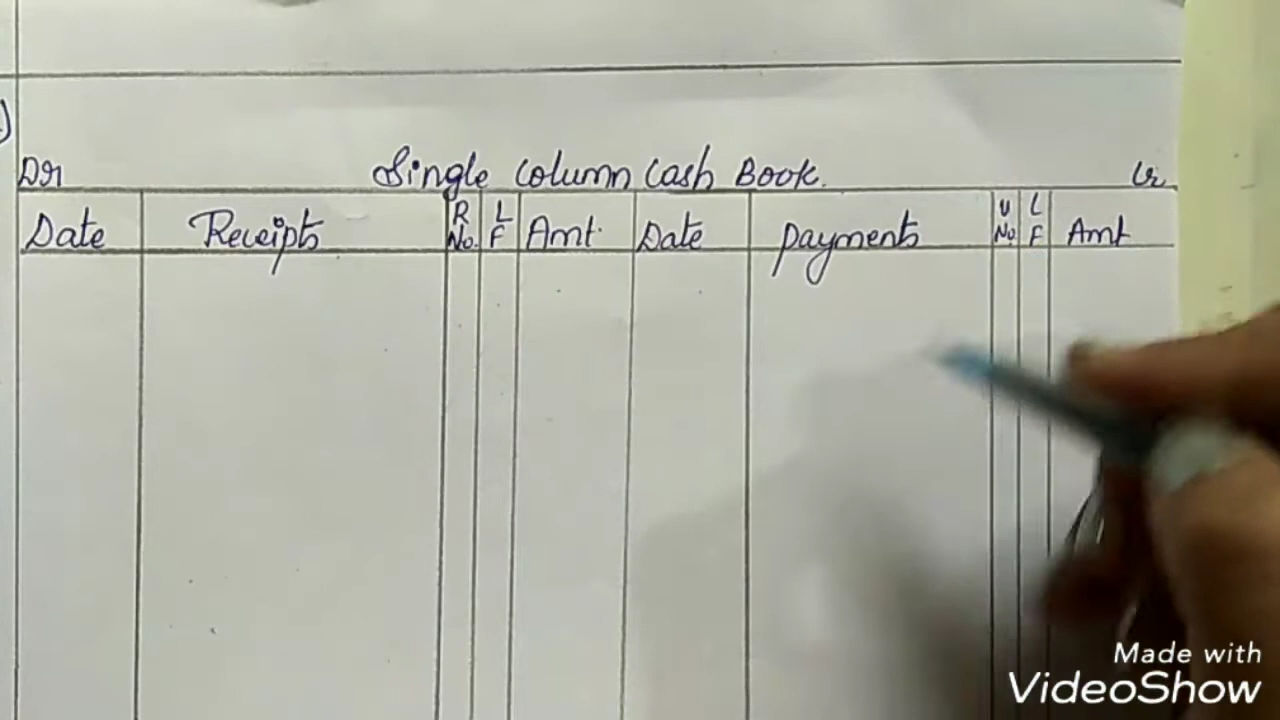 )
Dr Single Column Cash Book. Cr
Date Receipts R No. L F Amt. Date payments V No L F Amt
Made with
VideoShow